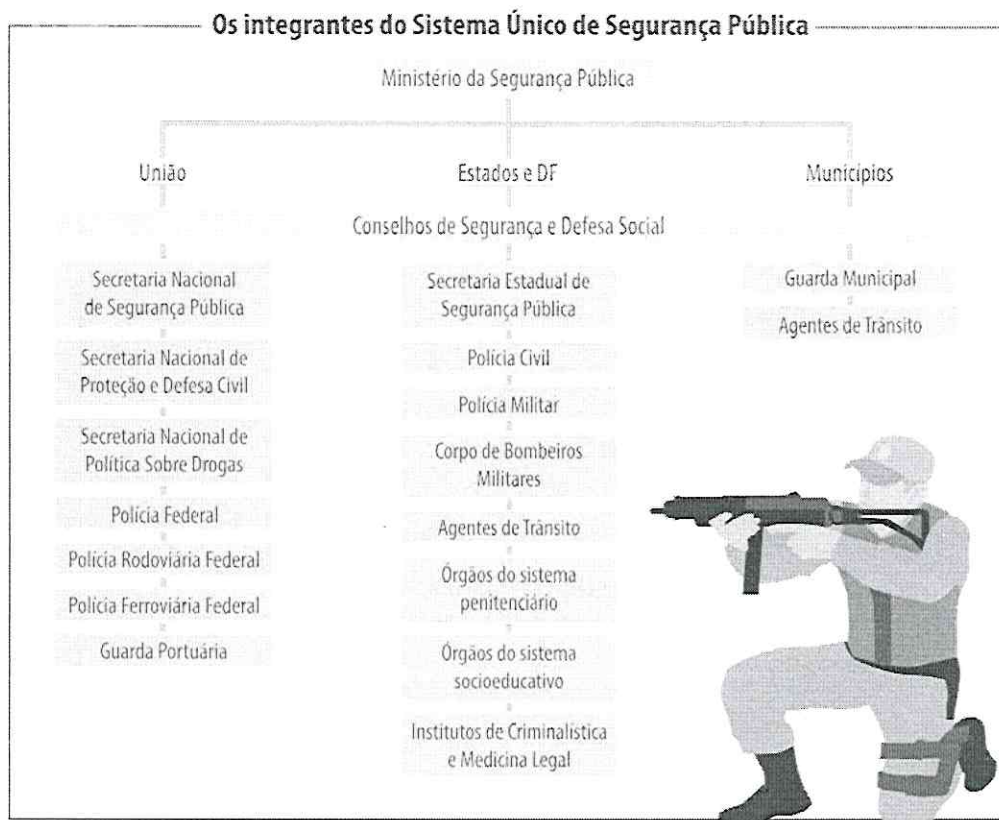 Os integrantes do Sistema Único de Segurança Pública
Ministério da Segurança Pública
União
Estados e DF
Municípios
Conselhos de Segurança e Defesa Social
Secretaria Nacional
de Segurança Pública
Secretaria Nacional de
Proteção e Defesa Civil
Secretaria Nacional de
Política Sobre Drogas
Polícia Federal
Polícia Rodoviária Federal
Polícia Ferroviária Federal
Guarda Portuária
Secretaria Estadual de
Segurança Pública
Polícia Civil
Polícia Militar
Corpo de Bombeiros
Militares
Agentes de Trânsito
Órgãos do sistema
penitenciário
Órgãos do sistema
socioeducativo
Institutos de Criminalística
e Medicina Legal
Guarda Municipal
Agentes de Trânsito